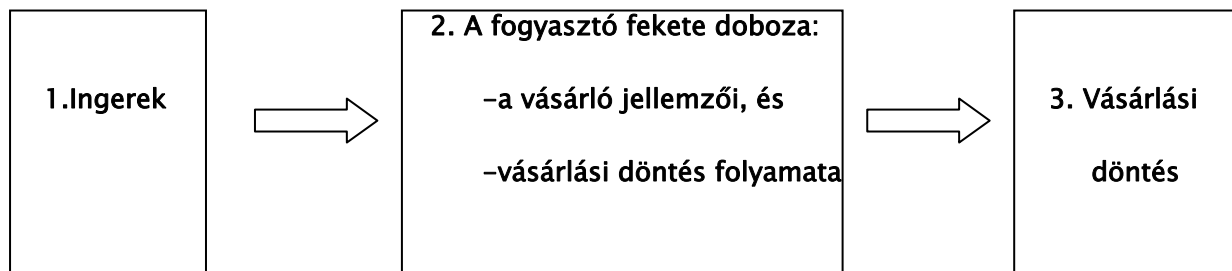 1.Ingerek
2. A fogyasztó fekete doboza:
-a vásárló jellemzői, és
-vásárlási döntés folyamata
3. Vásárlási
döntés